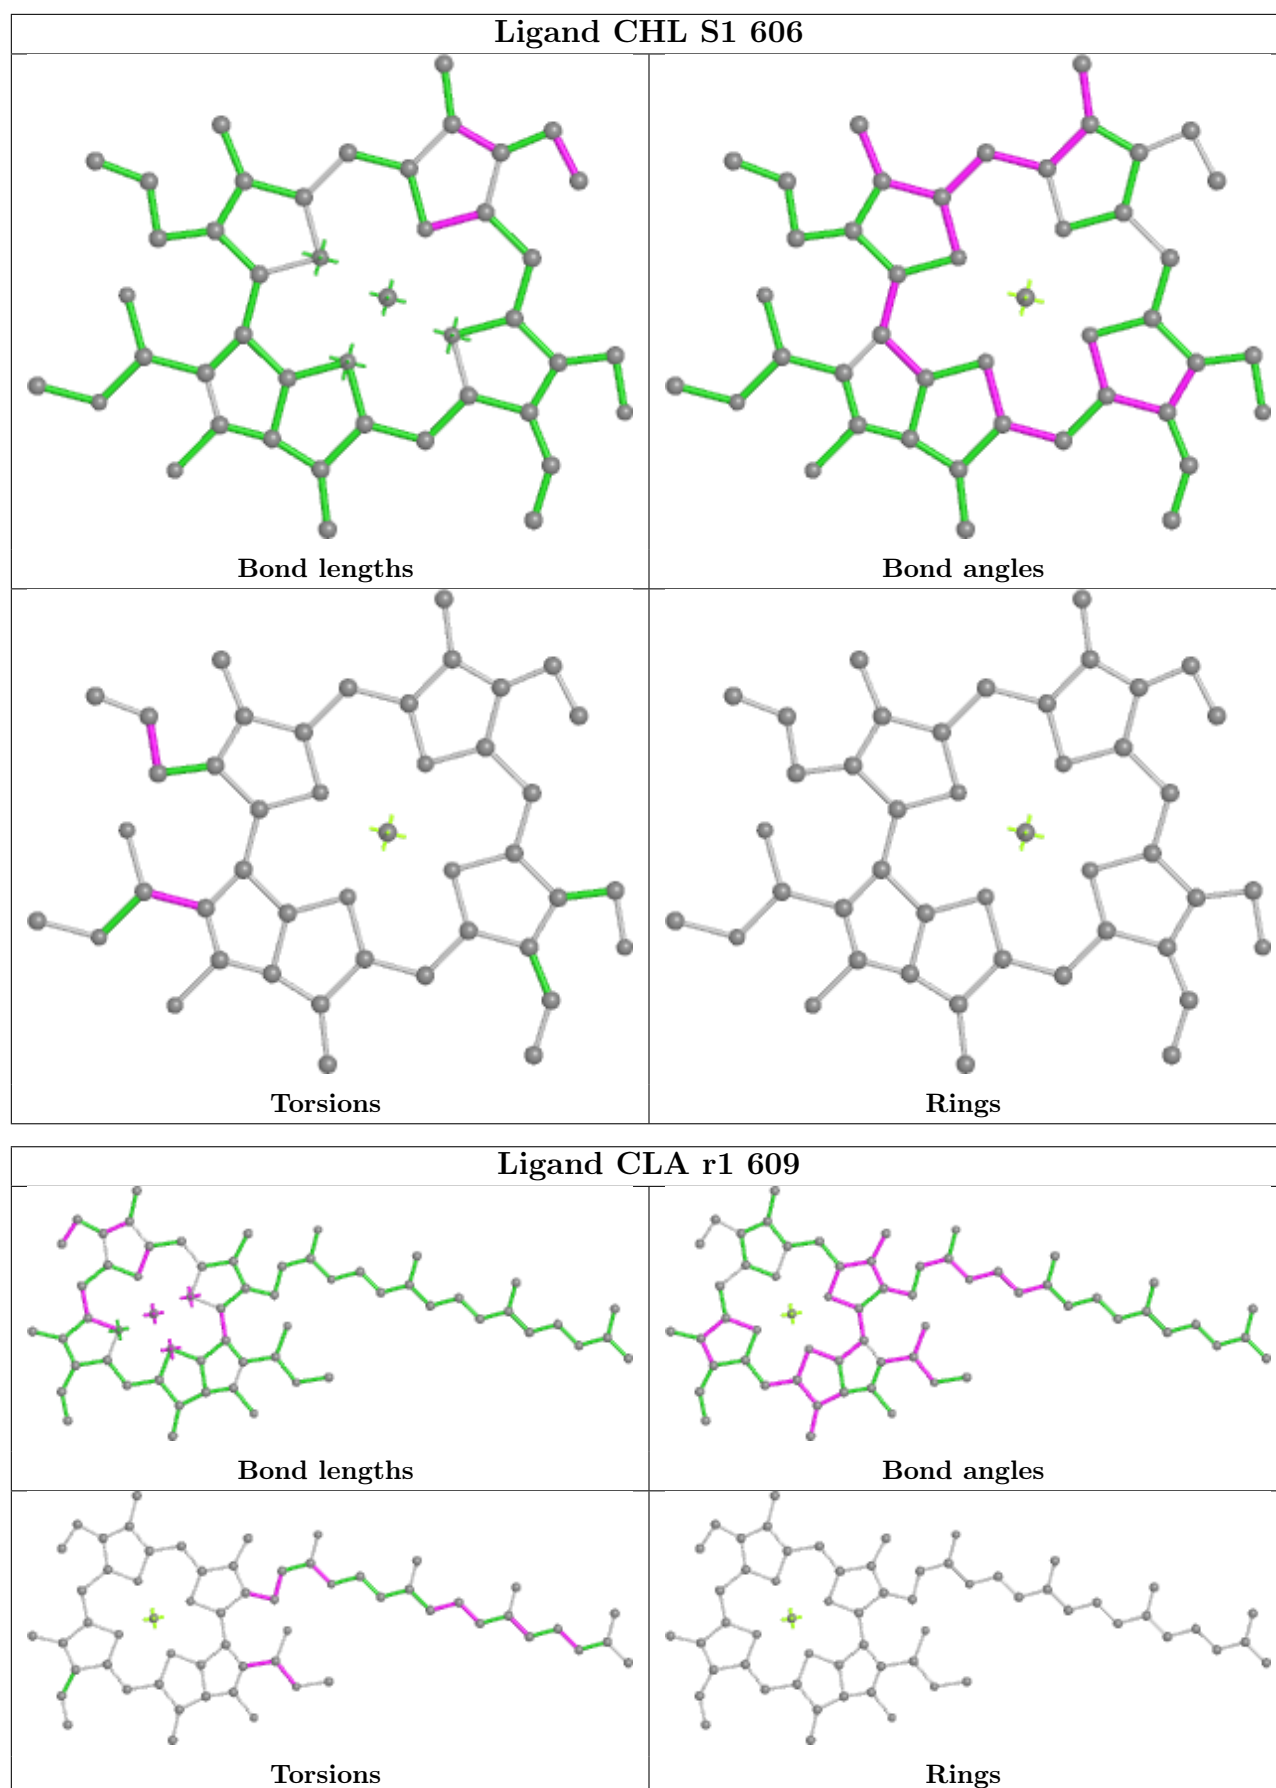 Ligand CHL S1 606
Bond lengths
Bond angles
Torsions
Rings
Ligand CLA r1 609
Bond lengths
Bond angles
Torsions
Rings